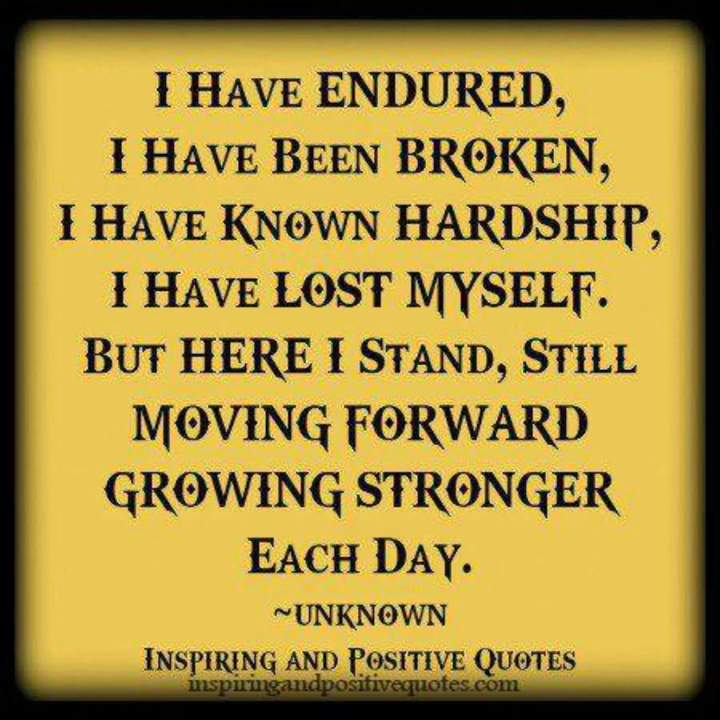 I HAVE ENDURED,
I HAVE BEEN BROKEN,
I HAVE KNOWN HARDSHIP,
I HAVE LOST MYSELF.
BUT HERE I STAND, STILL
MOVING FORWARD
GROWING STRONGER
EACH DAY.
~UNKNOWN
INSPIRING AND POSITIVE QUOTES
inspiringandpositivequotes.com